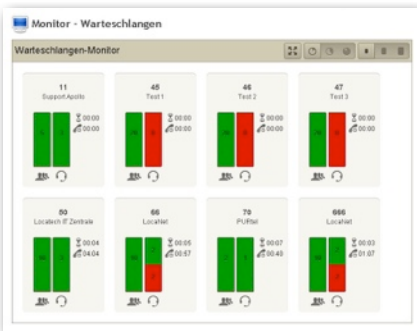 Monitor - Warteschlangen
Warteschlangen-Monitor
11
Support Apollo
00:00
00:00
45
Test 1
00:00
00:00
46
Test 2
00:00
00:00
47
Test 3
00:00
00:00
50
Locatech IT Zentrale
00:04
04:04
66
LocaNet
00:05
00:57
70
PURtel
00:07
00:40
666
LocaNet
00:03
01:07